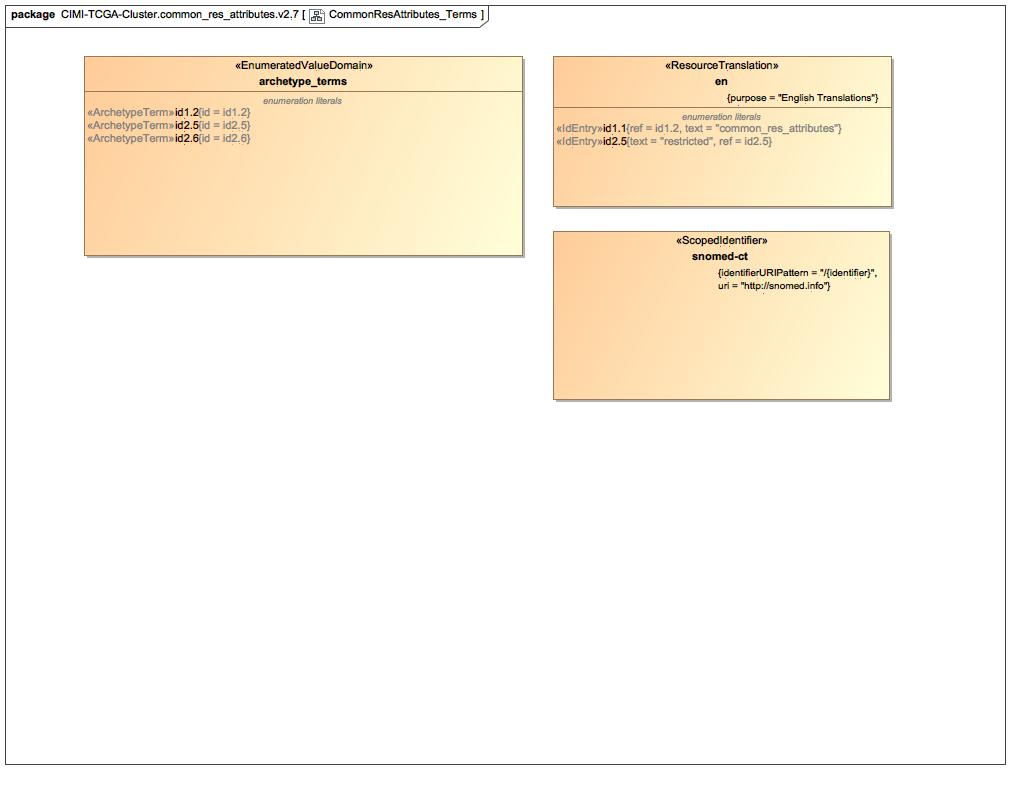 package CIMI-TCGA-Cluster.common_res_attributes.v2.7 [ CommonResAttributes_Terms ]
«EnumeratedValueDomain»
archetype_terms
enumeration literals
«ArchetypeTerm»id1.2{id = id1.2}
«ArchetypeTerm»id2.5{id = id2.5}
«ArchetypeTerm»id2.6{id = id2.6}
«ResourceTranslation»
en
{purpose = "English Translations"}
enumeration literals
«IdEntry»id1.1{ref = id1.2, text = "common_res_attributes"}
«IdEntry»id2.5{text = "restricted", ref = id2.5}
«ScopedIdentifier»
snomed-ct
{identifierURIPattern = "/{identifier}",
uri = "http://snomed.info"}